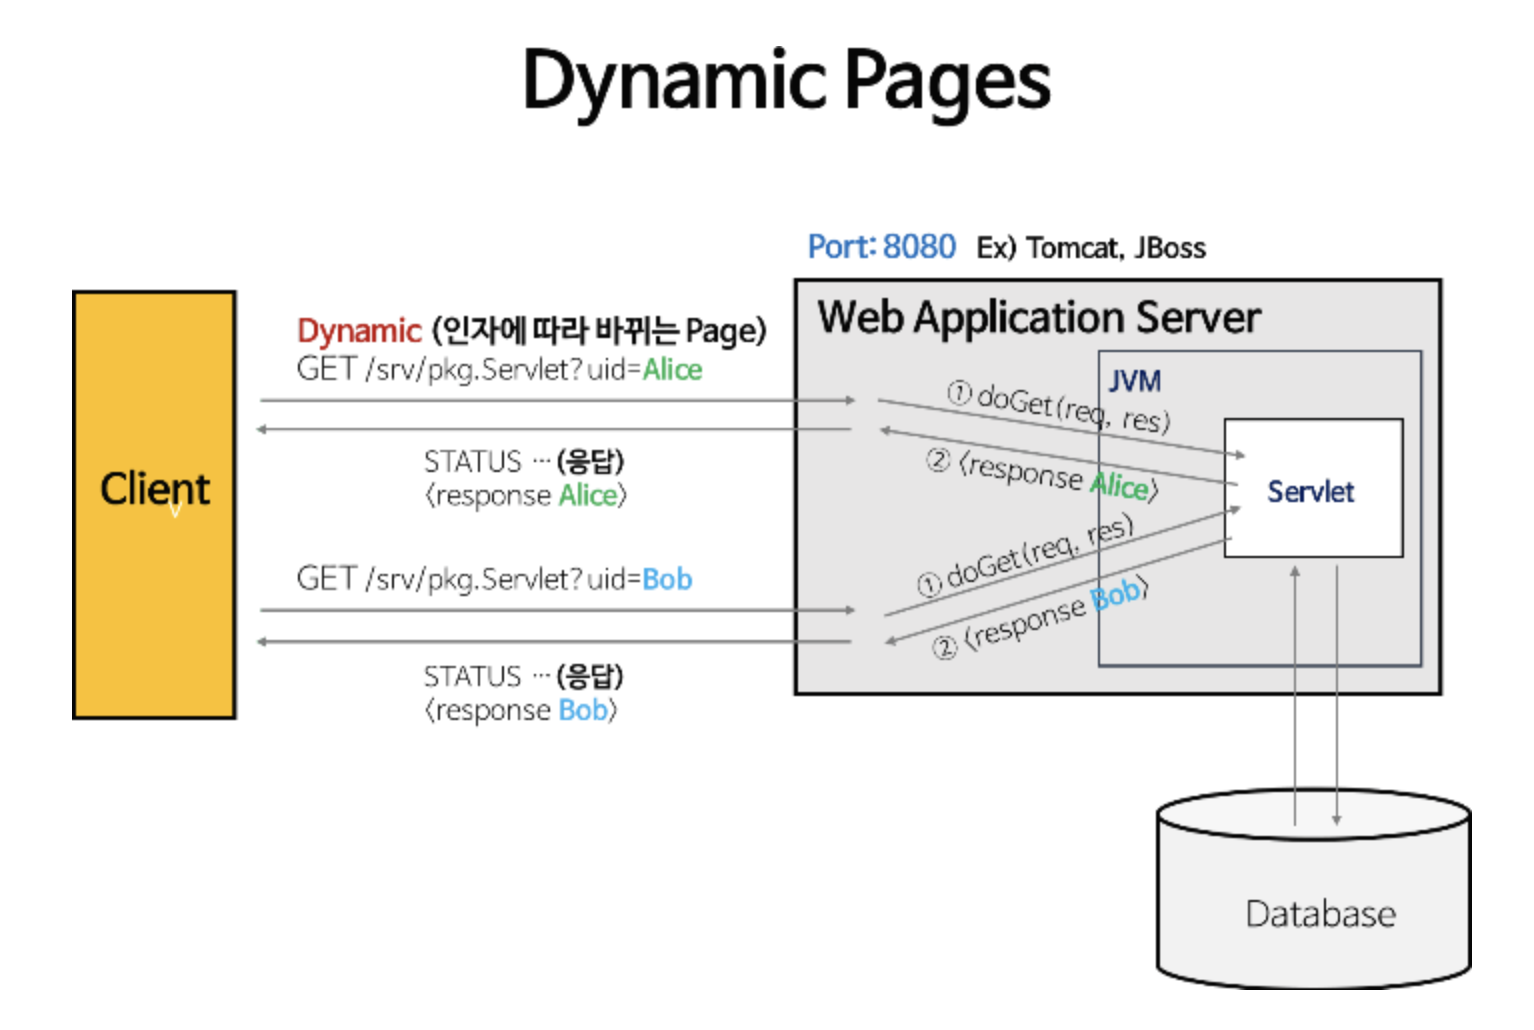 Dynamic Pages
Port: 8080 Ex) Tomcat, JBoss
Web Application Server
Dynamic (인자에 따라 바뀌는 Page)
GET /srv/pkg.Servlet? uid=Alice
STATUS ··· (응답)
〈response Alice〉
GET /srv/pkg.Servlet? uid=Bob
STATUS ··· (응답)
〈response Bob〉
Client
JVM
① doGet(req, res)
② 〈response Alice〉
① doGet(req, res)
② 〈response Bob〉
Servlet
Database